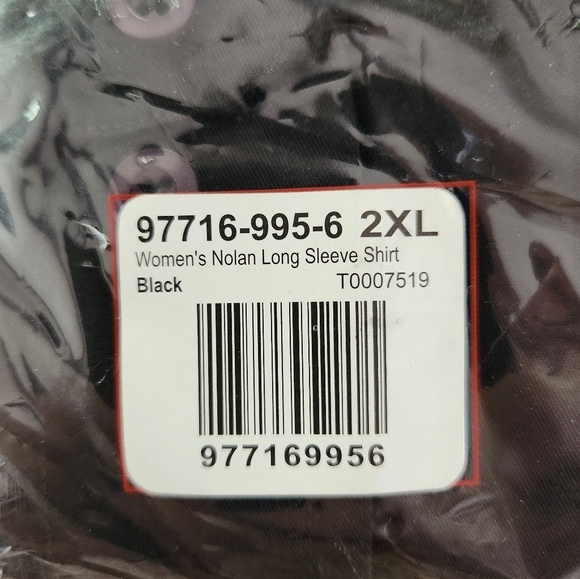 97716-995-6 2XL
Women's Nolan Long Sleeve Shirt
Black T0007519
977169956